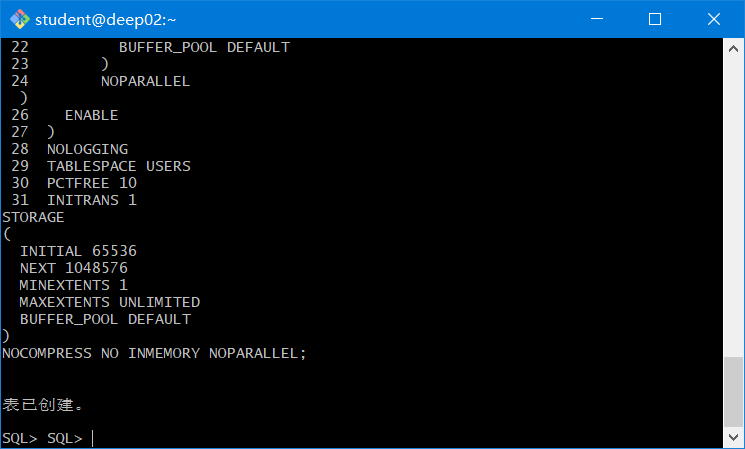 student@deep02:~
22          BUFFER_POOL DEFAULT
23        )
24        NOPARALLEL
)
26    ENABLE
27  )
28  NOLOGGING
29  TABLESPACE USERS
30  PCTFREE 10
31  INITRANS 1
STORAGE
(
  INITIAL 65536
  NEXT 1048576
  MINEXTENTS 1
  MAXEXTENTS UNLIMITED
  BUFFER_POOL DEFAULT
)
NOCOMPRESS NO INMEMORY NOPARALLEL;
表已创建。
SQL> SQL>